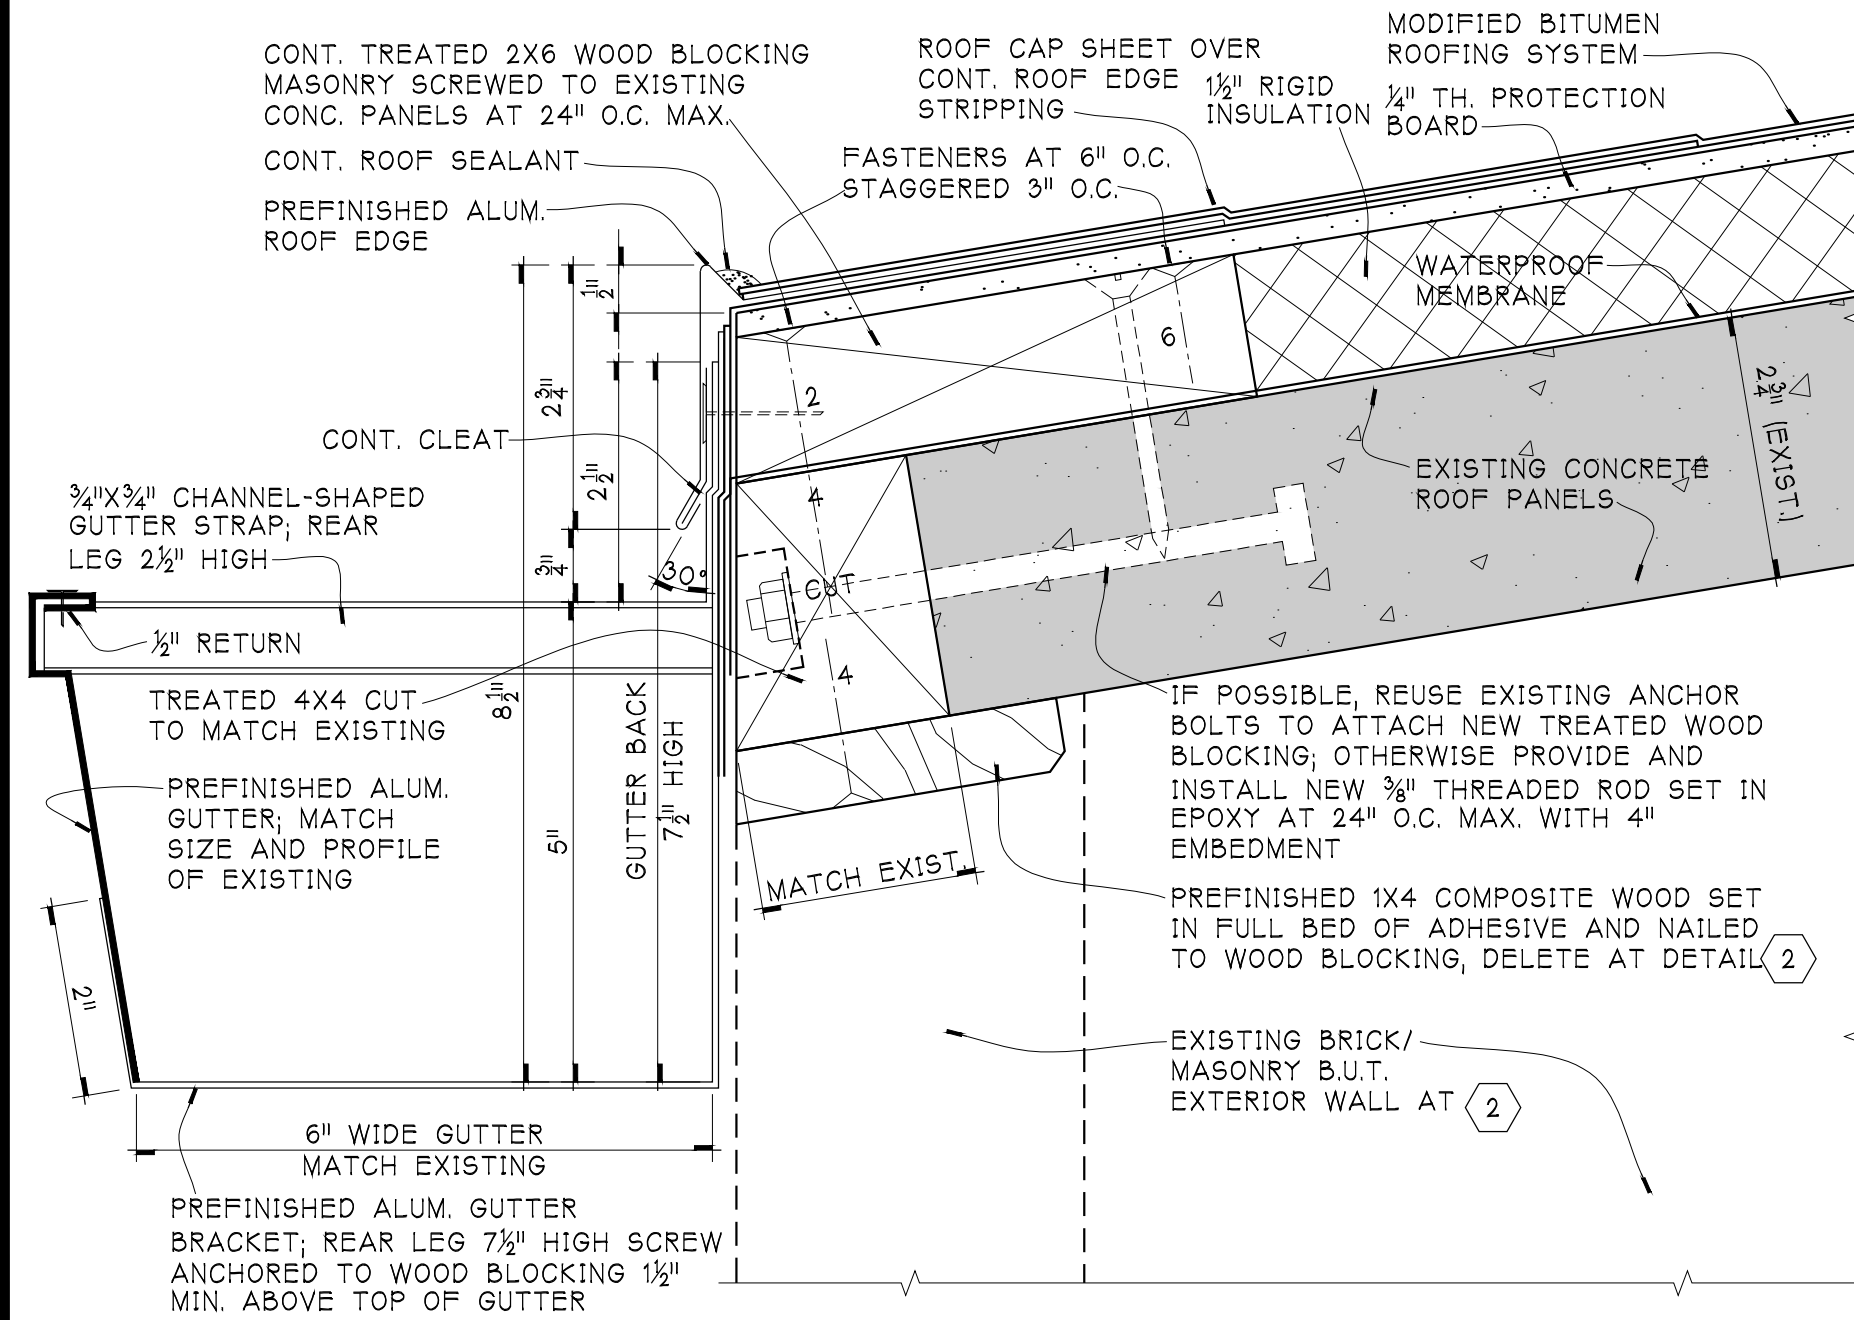 CONT. TREATED 2X6 WOOD BLOCKING
MASONRY SCREWED TO EXISTING
CONC. PANELS AT 24" O.C. MAX.
CONT. ROOF SEALANT
PREFINISHED ALUM.
ROOF EDGE
ROOF CAP SHEET OVER
CONT. ROOF EDGE
STRIPPING
1½" RIGID
INSULATION
MODIFIED BITUMEN
ROOFING SYSTEM
¼" TH. PROTECTION
BOARD
FASTENERS AT 6" O.C.
STAGGERED 3" O.C.
WATERPROOF
MEMBRANE
1½"
2¾"
2½"
¾"
6
2
2¾" (EXIST.)
CONT. CLEAT
EXISTING CONCRETE
ROOF PANELS
¾"X¾" CHANNEL-SHAPED
GUTTER STRAP; REAR
LEG 2½" HIGH
30°
4
CUT
4
½" RETURN
TREATED 4X4 CUT
TO MATCH EXISTING
8½"
GUTTER BACK
7½" HIGH
5"
PREFINISHED ALUM.
GUTTER; MATCH
SIZE AND PROFILE
OF EXISTING
2"
MATCH EXIST.
IF POSSIBLE, REUSE EXISTING ANCHOR
BOLTS TO ATTACH NEW TREATED WOOD
BLOCKING; OTHERWISE PROVIDE AND
INSTALL NEW ⅜" THREADED ROD SET IN
EPOXY AT 24" O.C. MAX. WITH 4"
EMBEDMENT
PREFINISHED 1X4 COMPOSITE WOOD SET
IN FULL BED OF ADHESIVE AND NAILED
TO WOOD BLOCKING, DELETE AT DETAIL 2
EXISTING BRICK/
MASONRY B.U.T.
EXTERIOR WALL AT 2
6" WIDE GUTTER
MATCH EXISTING
PREFINISHED ALUM. GUTTER
BRACKET; REAR LEG 7½" HIGH SCREW
ANCHORED TO WOOD BLOCKING 1½"
MIN. ABOVE TOP OF GUTTER